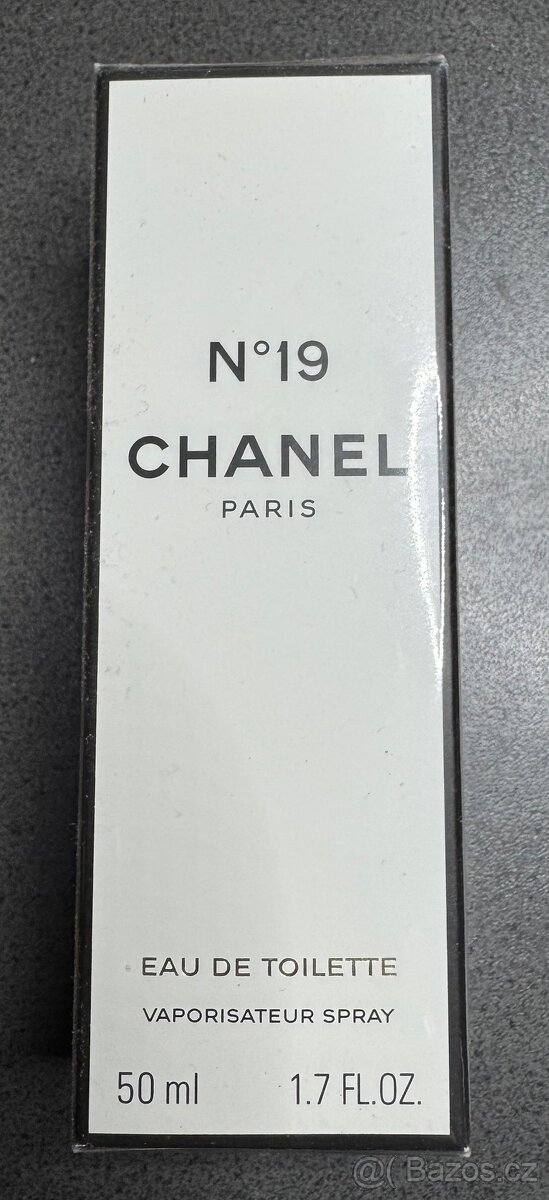 N°19
CHANEL
PARIS
EAU DE TOILETTE
VAPORISATEUR SPRAY
50 ml 1.7 FL.OZ.
@( Bazos.cz